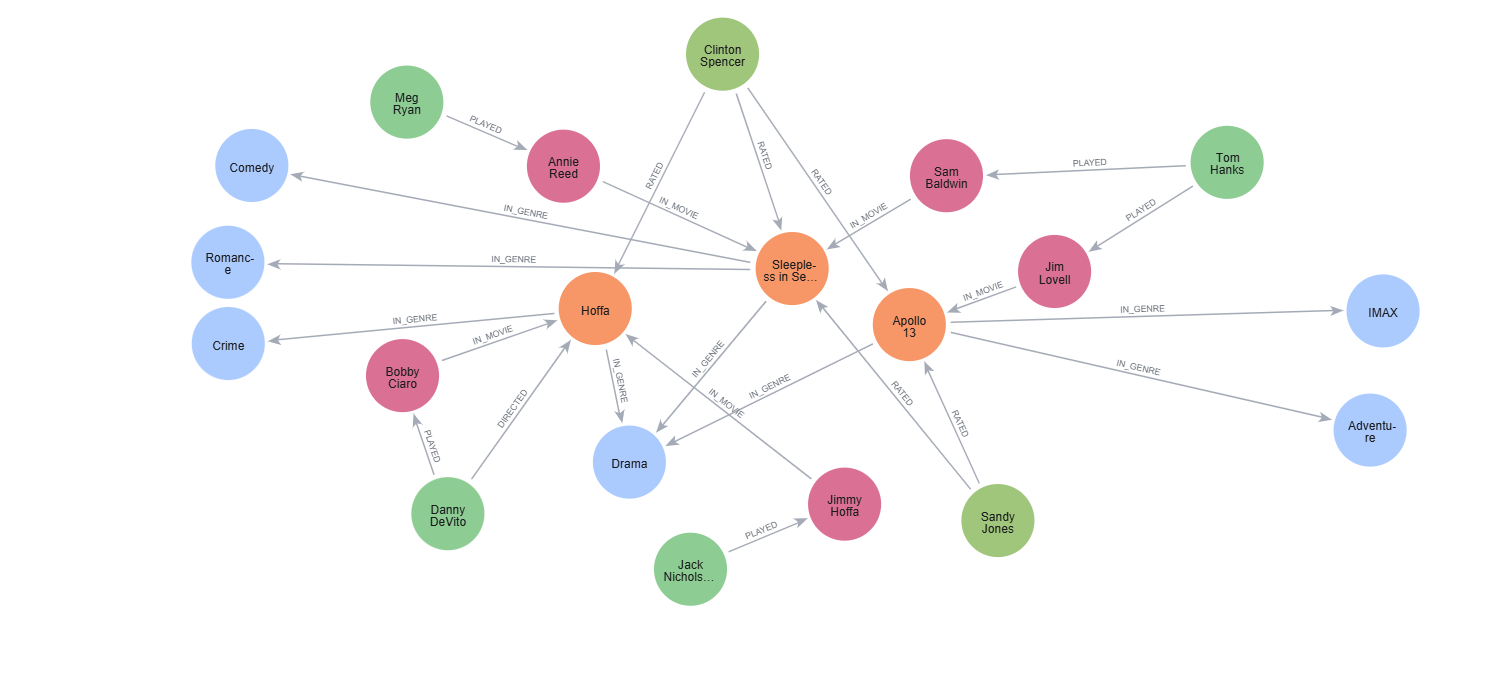 Clinton
Spencer
Meg
Ryan
PLAYED
Comedy
Annie
Reed
RATED
RATED
RATED
Sam
Baldwin
PLAYED
Tom
Hanks
IN_GENRE
IN_MOVIE
IN_MOVIE
PLAYED
Romanc-
e
IN_GENRE
Sleeple-
ss in Se...
Jim
Lovell
IN_MOVIE
Hoffa
Apollo
13
IN_GENRE
IMAX
Crime
IN_GENRE
IN_MOVIE
Bobby
Ciaro
IN_GENRE
IN_GENRE
IN_GENRE
IN_GENRE
DIRECTED
IN_MOVIE
RATED
RATED
Adventu-
re
PLAYED
Drama
Danny
DeVito
Jimmy
Hoffa
Sandy
Jones
PLAYED
Jack
Nichols...